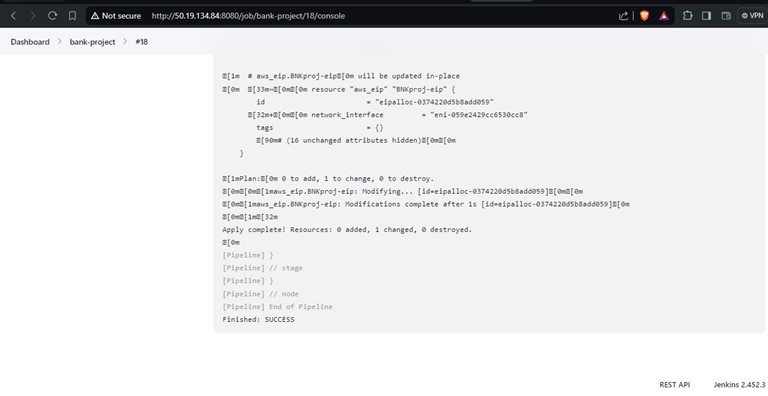 Not secure http://50.19.134.84:8080/job/bank-project/18/console VPN
Dashboard > bank-project > #18
[1m # aws_eip.BNKproj-eip[0m will be updated in-place
[0m [33m~[0m[0m resource "aws_eip" "BNKproj-eip" {
id = "eipalloc-0374220d5b8add059"
[32m+[0m[0m network_interface = "eni-059e2429cc6530cc8"
tags = {}
[90m# (16 unchanged attributes hidden)[0m[0m
}
[1mPlan:[0m 0 to add, 1 to change, 0 to destroy.
[0m[0m[1maws_eip.BNKproj-eip: Modifying... [id=eipalloc-0374220d5b8add059][0m[0m
[0m[1maws_eip.BNKproj-eip: Modifications complete after 1s [id=eipalloc-0374220d5b8add059][0m
[0m[1m[32m
Apply complete! Resources: 0 added, 1 changed, 0 destroyed.
[0m
[Pipeline] }
[Pipeline] // stage
[Pipeline] }
[Pipeline] // node
[Pipeline] End of Pipeline
Finished: SUCCESS
REST API Jenkins 2.452.3